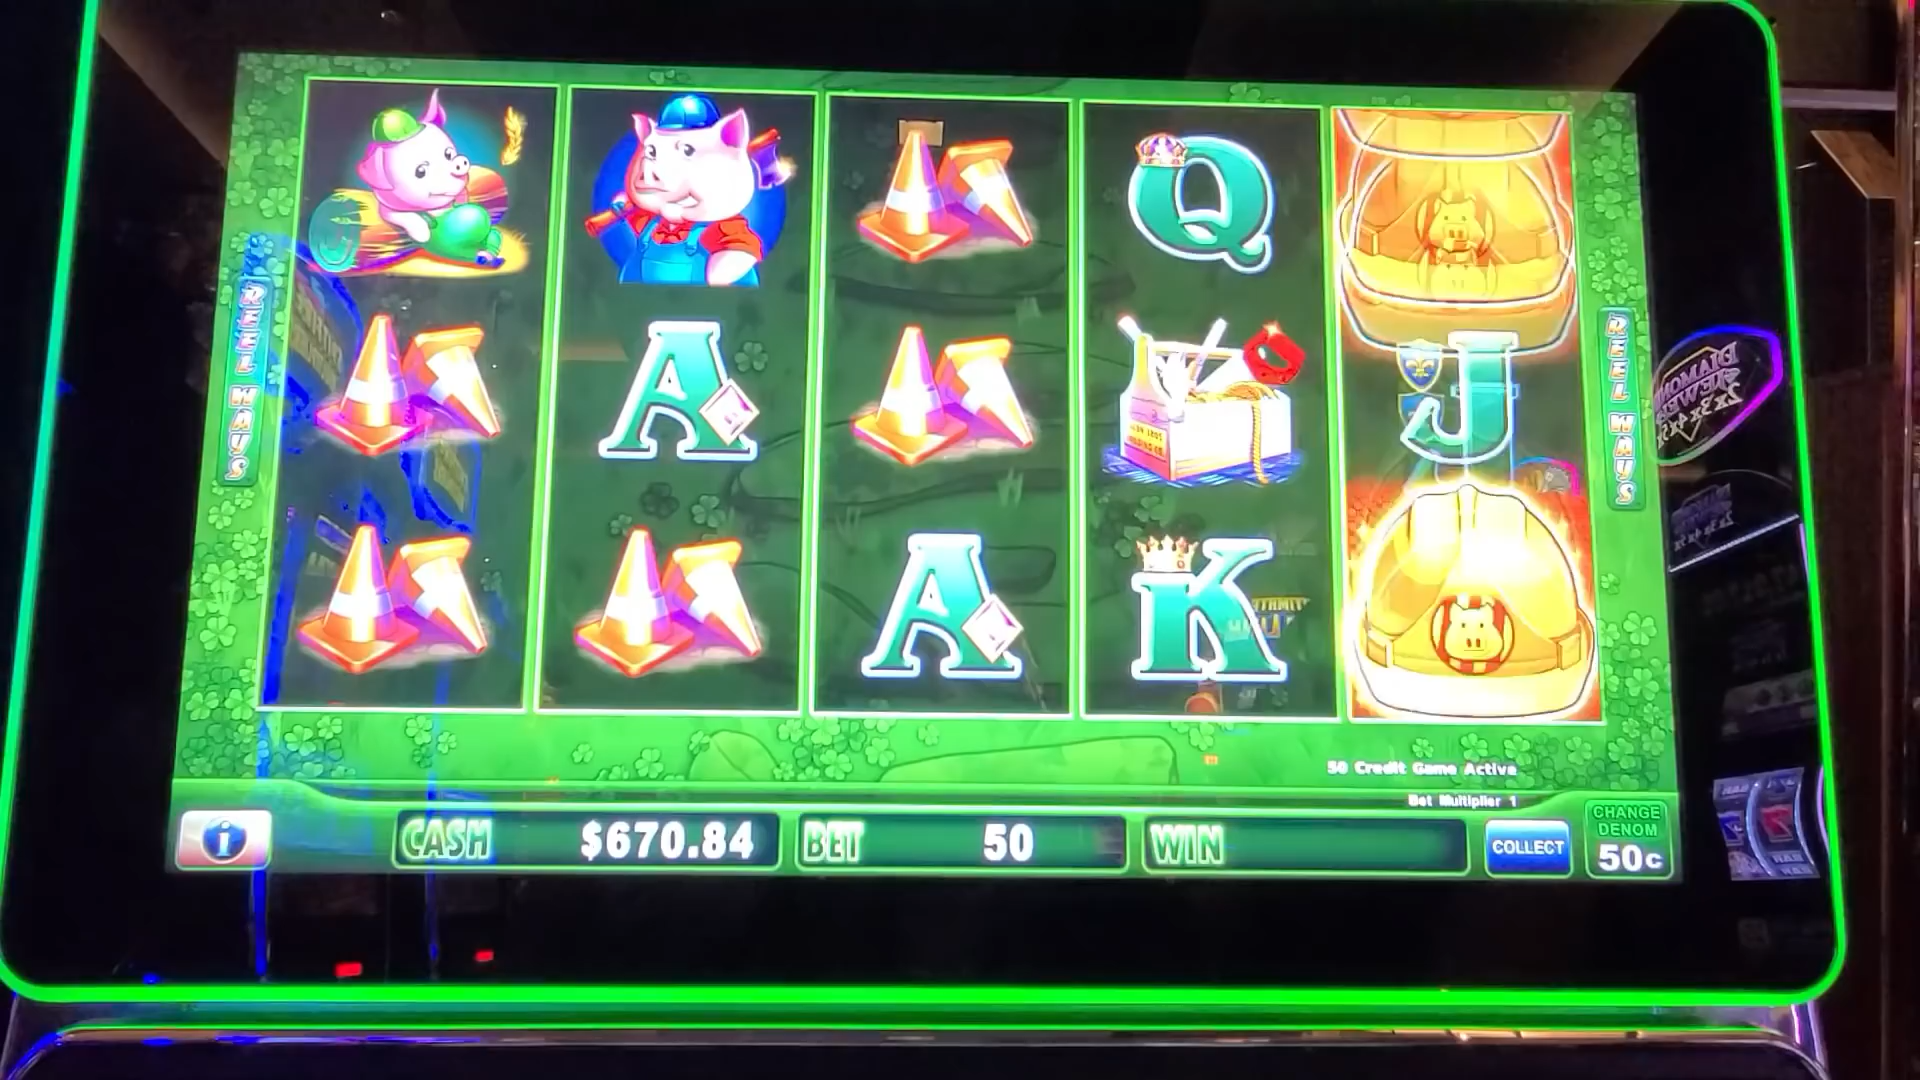 Q
REEL WAYS
A
J
REEL WAYS
A
K
50 Credit Game Active
Bet Multiplier 1
CASH $670.84
BET 50
WIN
COLLECT
CHANGE
DENOM
50¢